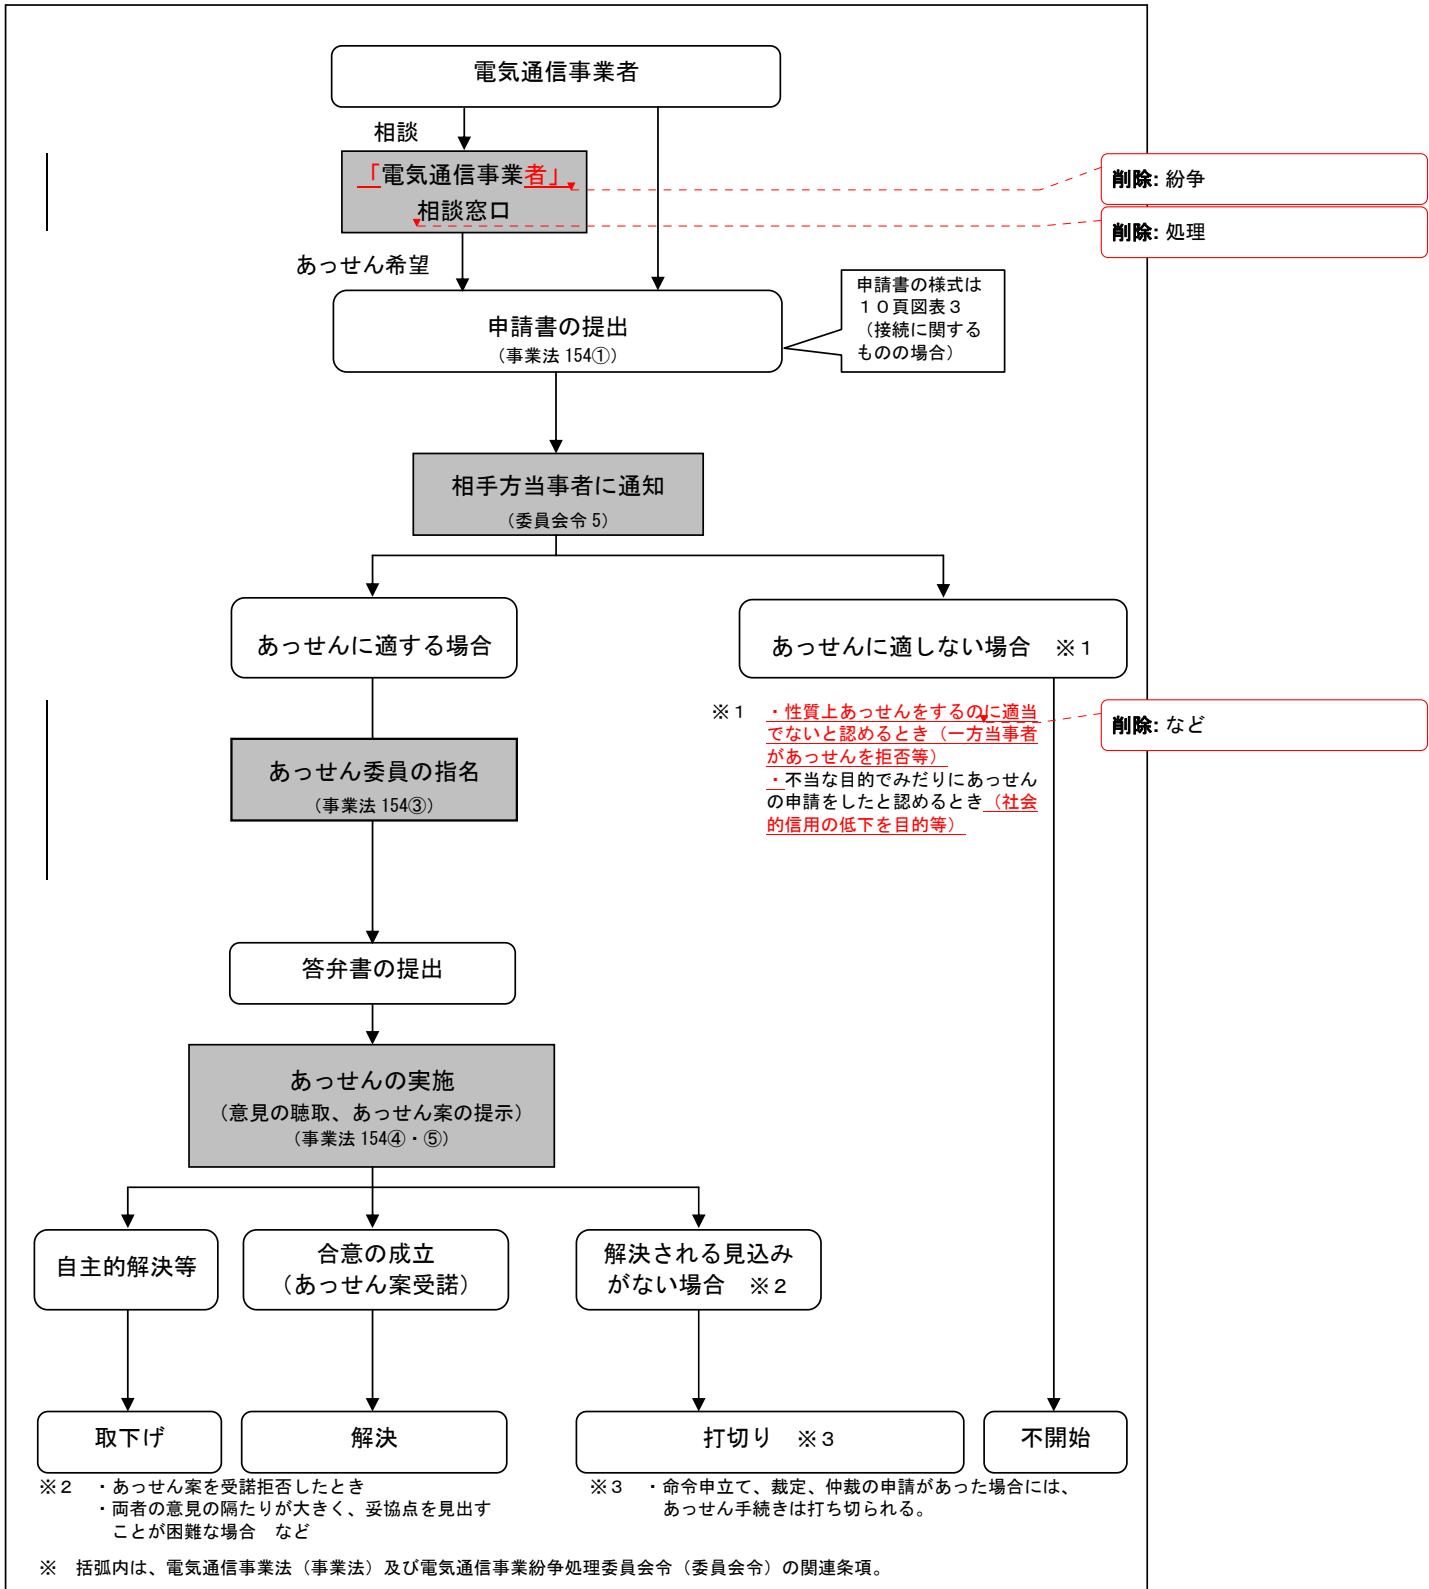 電気通信事業者
相談
「電気通信事業者」
相談窓口
削除: 紛争
削除: 処理
あっせん希望
申請書の提出
（事業法 154①）
申請書の様式は
１０頁図表３
（接続に関する
ものの場合）
相手方当事者に通知
（委員会令 5）
あっせんに適する場合
あっせんに適しない場合　※１
※１　・性質上あっせんをするのに適当
でないと認めるとき（一方当事者
があっせんを拒否等）
・不当な目的でみだりにあっせん
の申請をしたと認めるとき（社会
的信用の低下を目的等）
削除: など
あっせん委員の指名
（事業法 154③）
答弁書の提出
あっせんの実施
（意見の聴取、あっせん案の提示）
（事業法 154④・⑤）
自主的解決等
合意の成立
（あっせん案受諾）
解決される見込み
がない場合　※２
取下げ
解決
打切り　※３
不開始
※２　・あっせん案を受諾拒否したとき
・両者の意見の隔たりが大きく、妥協点を見出す
ことが困難な場合　など
※３　・命令申立て、裁定、仲裁の申請があった場合には、
あっせん手続きは打ち切られる。
※　括弧内は、電気通信事業法（事業法）及び電気通信事業紛争処理委員会令（委員会令）の関連条項。